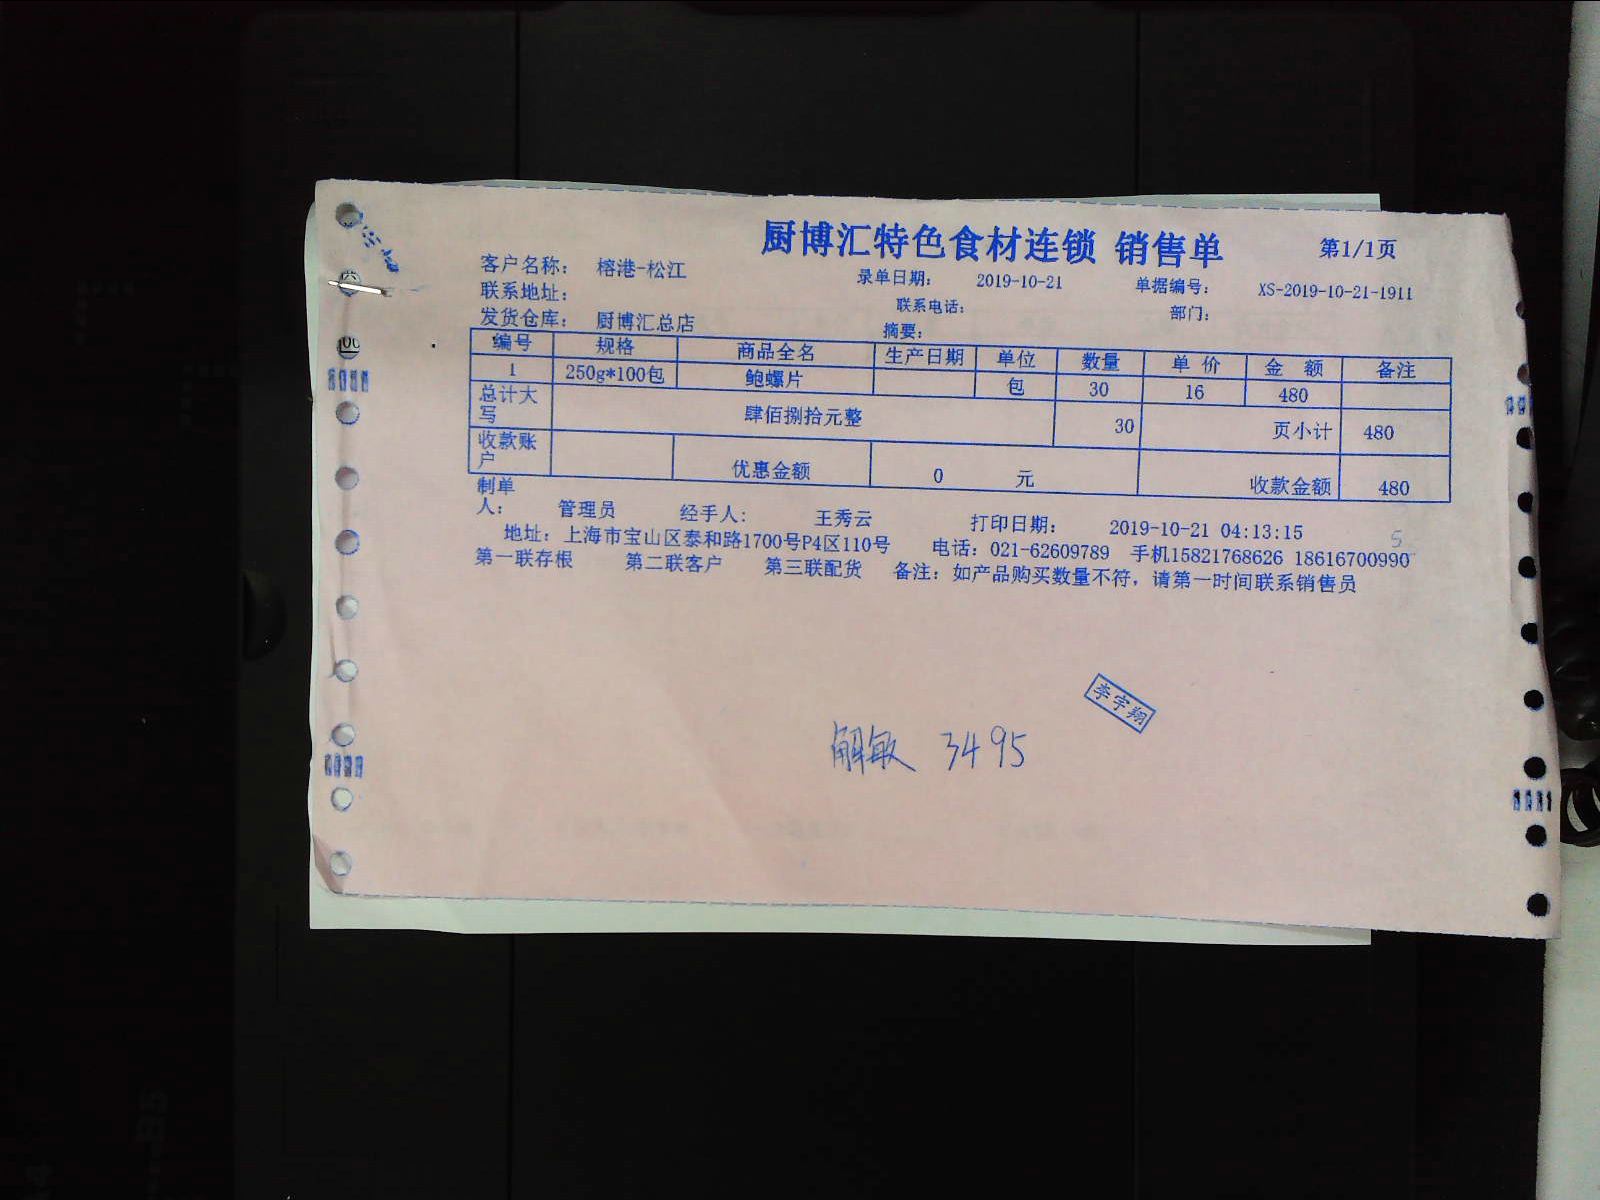 厨博汇特色食材连锁 销售单 第1/1页
客户名称： 榕港-松江 录单日期： 2019-10-21 单据编号： XS-2019-10-21-1911
联系地址： 联系电话： 部门：
发货仓库： 厨博汇总店 摘要：
编号 规格 商品全名 生产日期 单位 数量 单 价 金 额 备注
1 250g*100包 鲍螺片 包 30 16 480
总计大写 肆佰捌拾元整 30 页小计 480
收款账户 优惠金额 0 元 收款金额 480
制单人： 管理员 经手人： 王秀云 打印日期： 2019-10-21 04:13:15
地址：上海市宝山区泰和路1700号P4区110号 电话：021-62609789 手机15821768626 18616700990
第一联存根 第二联客户 第三联配货 备注：如产品购买数量不符，请第一时间联系销售员
5
李宇翔
解敏 3495